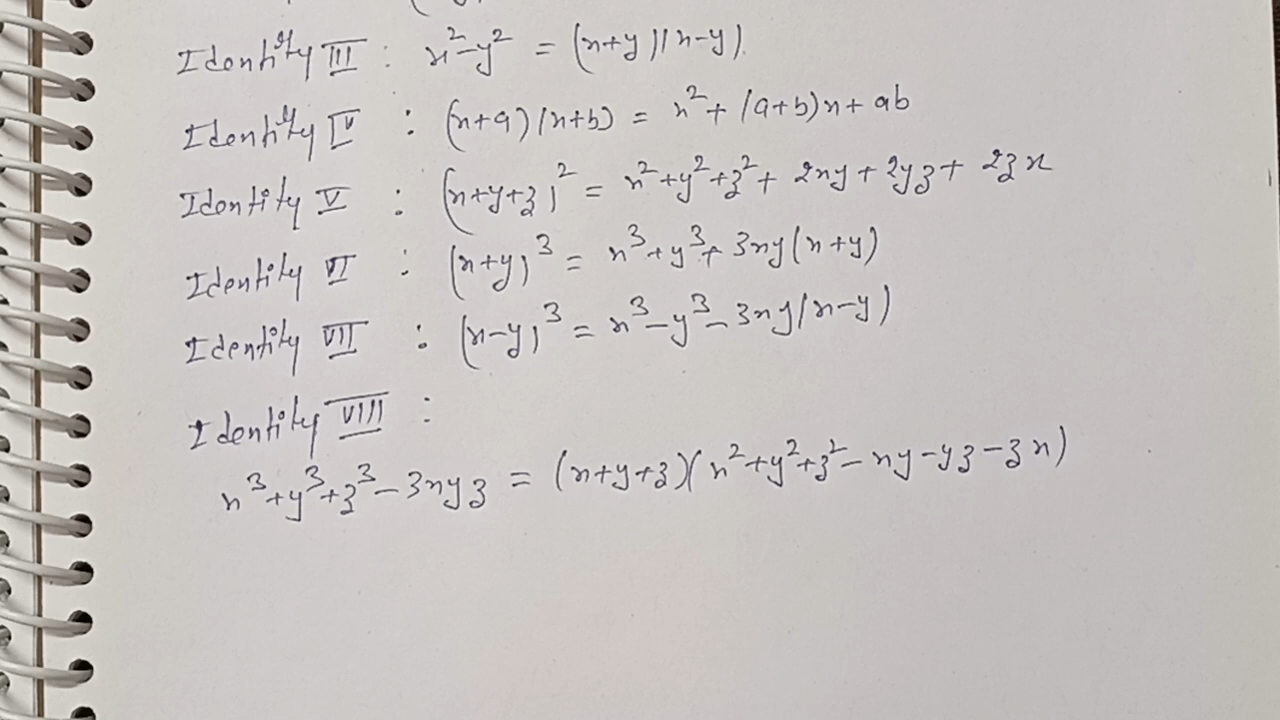 Identity III : x²-y² = (x+y)(x-y).
Identity IV : (x+a)(x+b) = x² + (a+b)x + ab
Identity V : (x+y+z)² = x²+y²+z²+ 2xy + 2yz + 2zx
Identity VI : (x+y)³ = x³+y³+ 3xy(x+y)
Identity VII : (x-y)³ = x³-y³-3xy(x-y)
Identity VIII :
x³+y³+z³-3xyz = (x+y+z)(x²+y²+z²-xy-yz-zx)